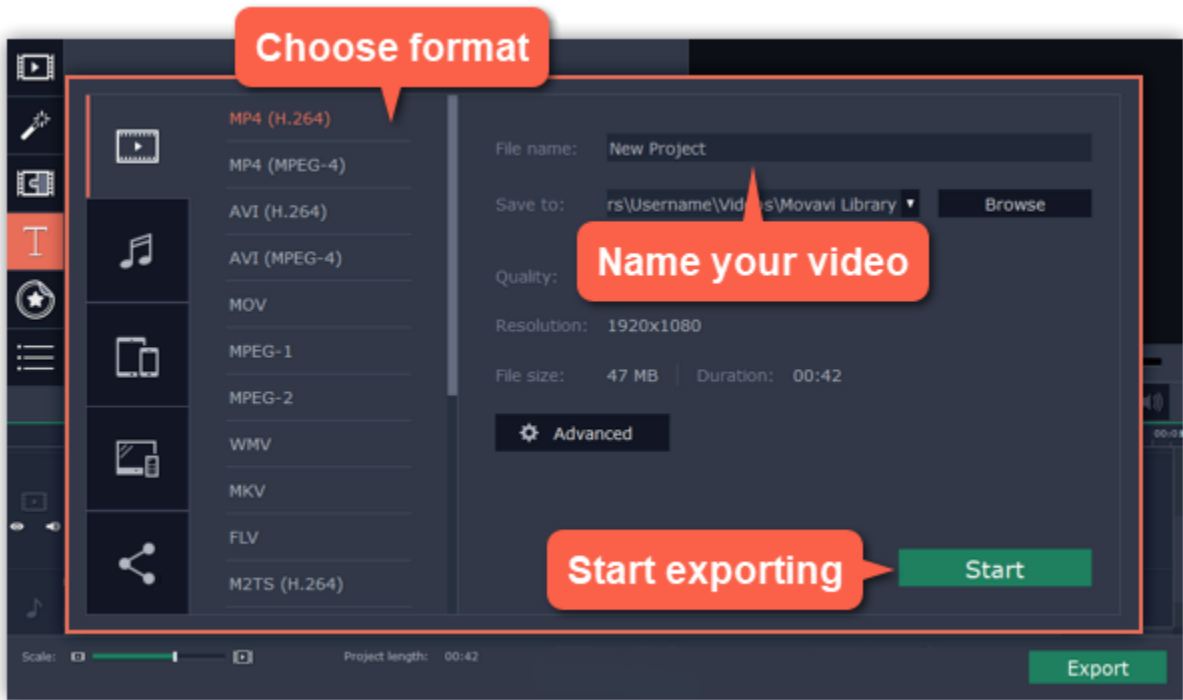 Choose format
MP4 (H.264)
MP4 (MPEG-4)
AVI (H.264)
AVI (MPEG-4)
MOV
MPEG-1
MPEG-2
WMV
MKV
FLV
M2TS (H.264)
File name: New Project
Save to: rs\Username\Videos\Movavi Library Browse
Name your video
Quality:
Resolution: 1920x1080
File size: 47 MB Duration: 00:42
Advanced
Start exporting
Start
Scale: Project length: 00:42
Export